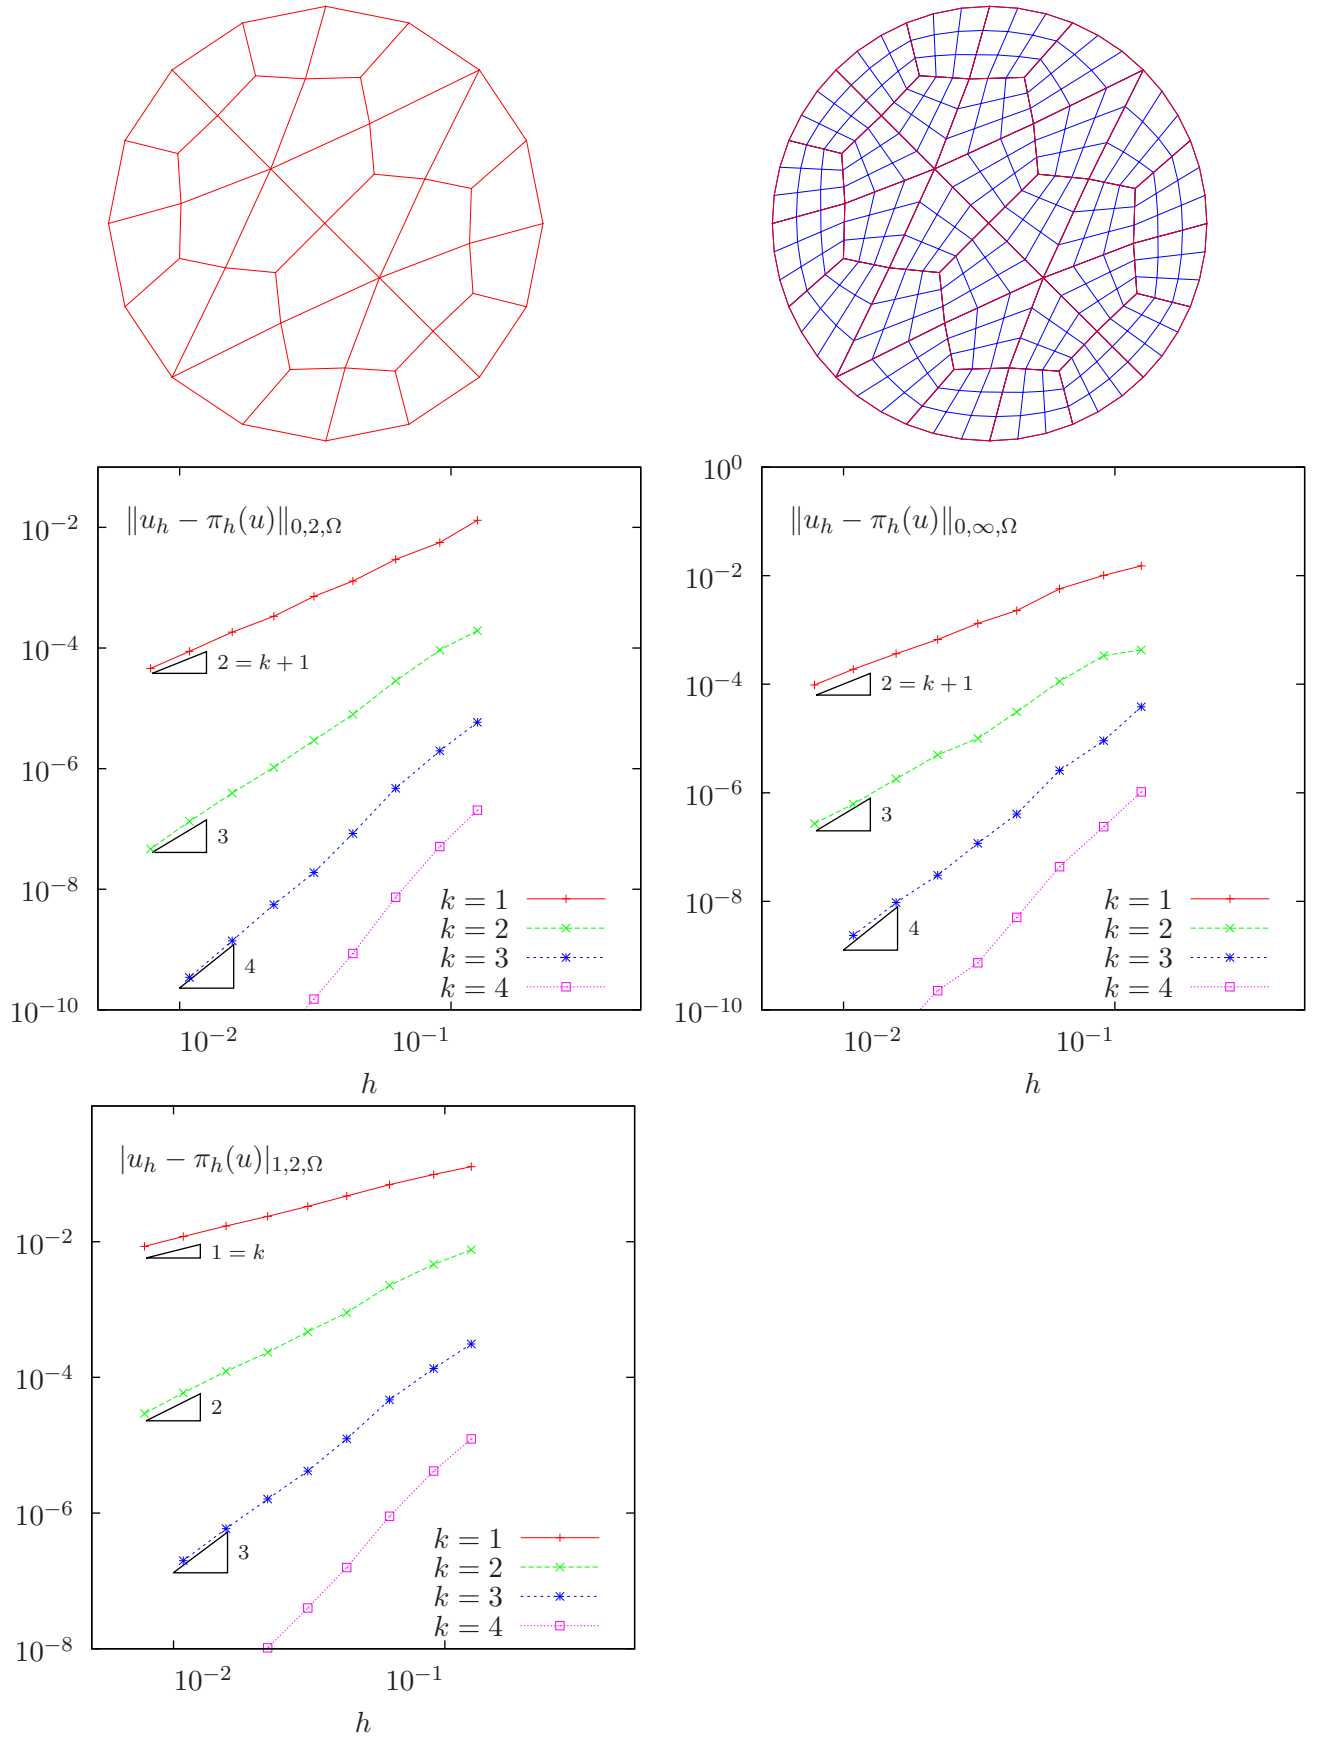 ‖u_h − π_h(u)‖_{0,2,Ω}
10^{−2}
10^{−4}
10^{−6}
10^{−8}
10^{−10}
2 = k + 1
3
4
k = 1
k = 2
k = 3
k = 4
10^{−2} 10^{−1}
h
‖u_h − π_h(u)‖_{0,∞,Ω}
10^{0}
10^{−2}
10^{−4}
10^{−6}
10^{−8}
10^{−10}
2 = k + 1
3
4
k = 1
k = 2
k = 3
k = 4
10^{−2} 10^{−1}
h
|u_h − π_h(u)|_{1,2,Ω}
10^{−2}
10^{−4}
10^{−6}
10^{−8}
1 = k
2
3
k = 1
k = 2
k = 3
k = 4
10^{−2} 10^{−1}
h